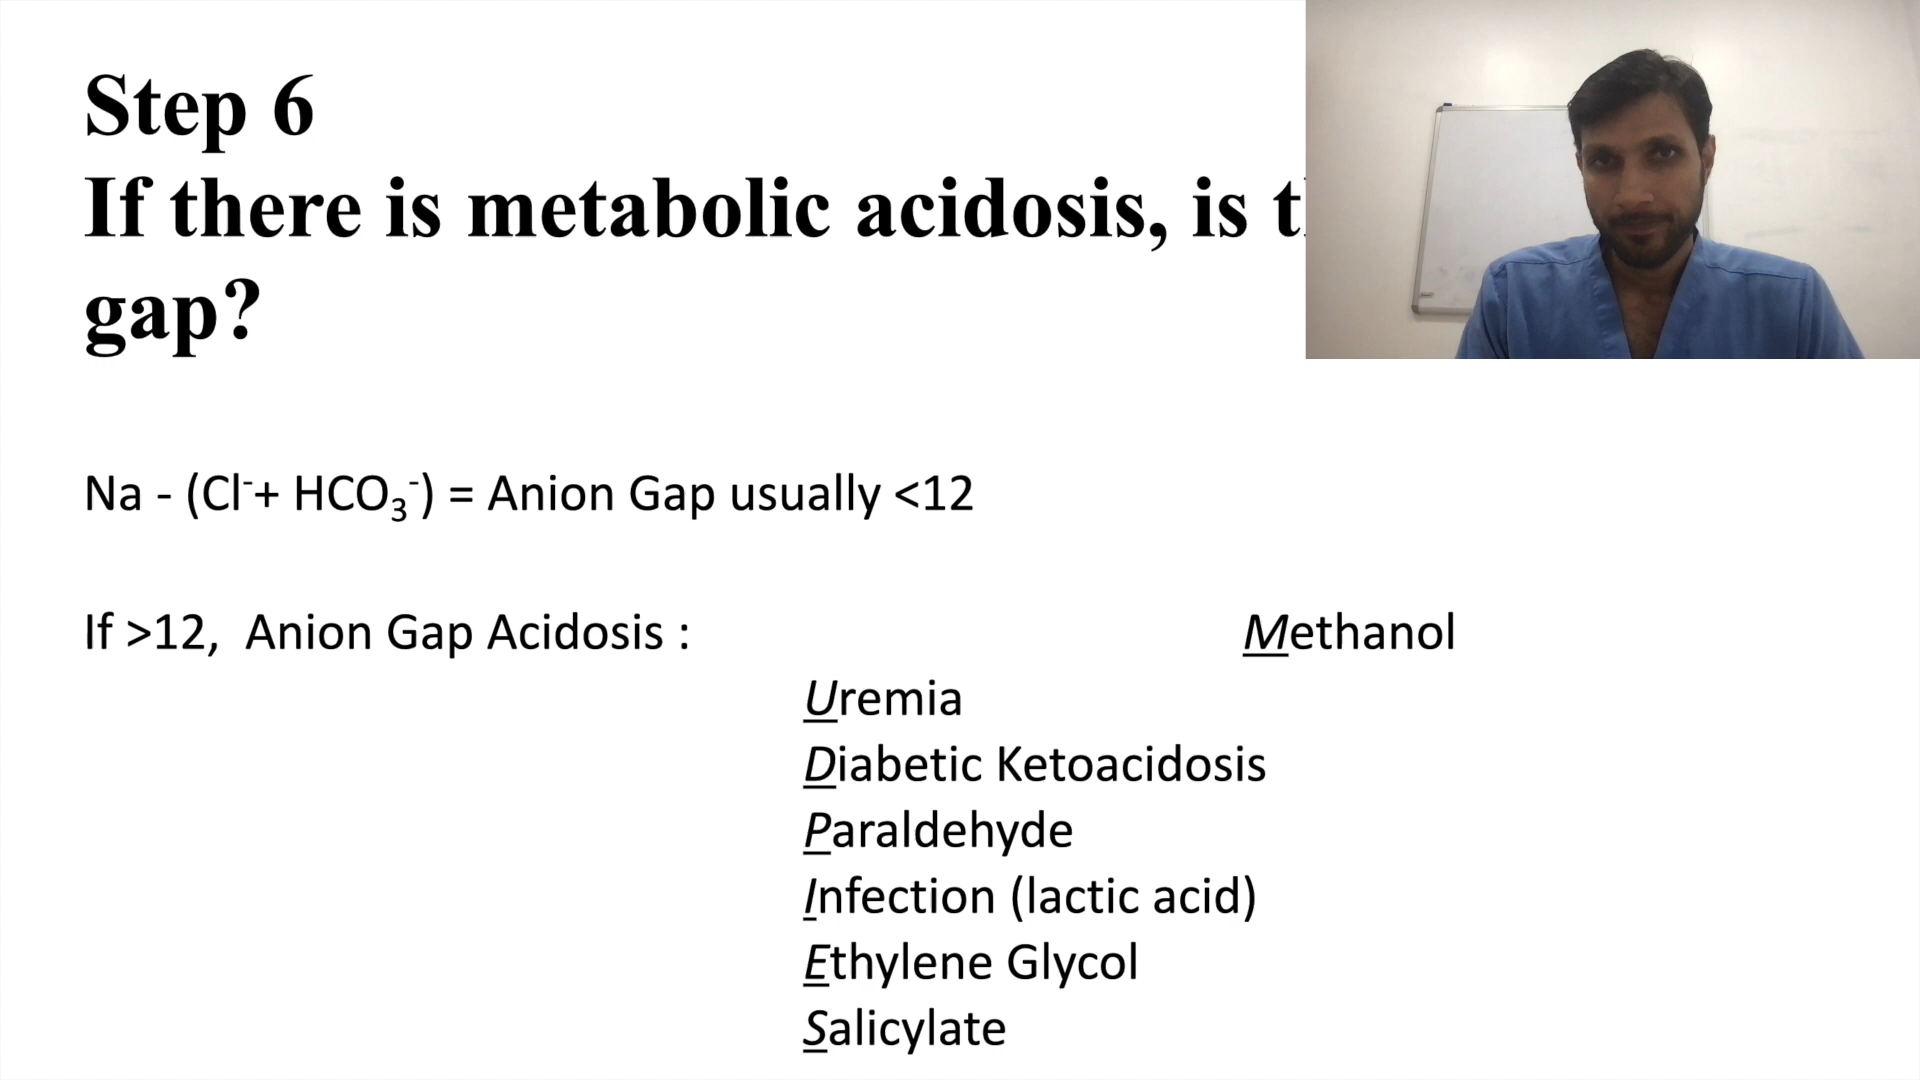 Step 6
If there is metabolic acidosis, is
gap?
Na - (Cl⁻+ HCO₃⁻) = Anion Gap usually <12
If >12, Anion Gap Acidosis : Methanol
Uremia
Diabetic Ketoacidosis
Paraldehyde
Infection (lactic acid)
Ethylene Glycol
Salicylate